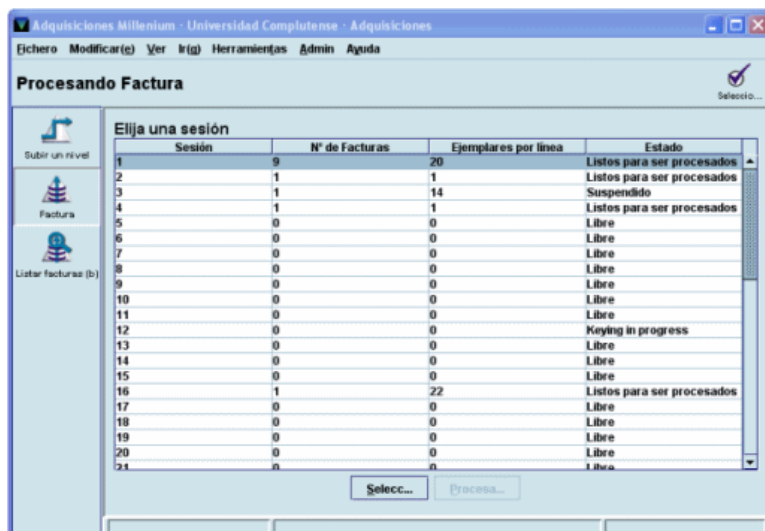 Adquisiciones Millenium · Universidad Complutense · Adquisiciones
Fichero Modificar(e) Ver Ir(g) Herramientas Admin Ayuda
Procesando Factura
Seleccio...
Subir un nivel
Factura
Listar facturas (b)
Elija una sesión
Sesión Nº de Facturas Ejemplares por línea Estado
1 9 20 Listos para ser procesados
2 1 1 Listos para ser procesados
3 1 14 Suspendido
4 1 1 Listos para ser procesados
5 0 0 Libre
6 0 0 Libre
7 0 0 Libre
8 0 0 Libre
9 0 0 Libre
10 0 0 Libre
11 0 0 Libre
12 0 0 Keying in progress
13 0 0 Libre
14 0 0 Libre
15 0 0 Libre
16 1 22 Listos para ser procesados
17 0 0 Libre
18 0 0 Libre
19 0 0 Libre
20 0 0 Libre
21 0 0 Libre
Selecc... Procesa...